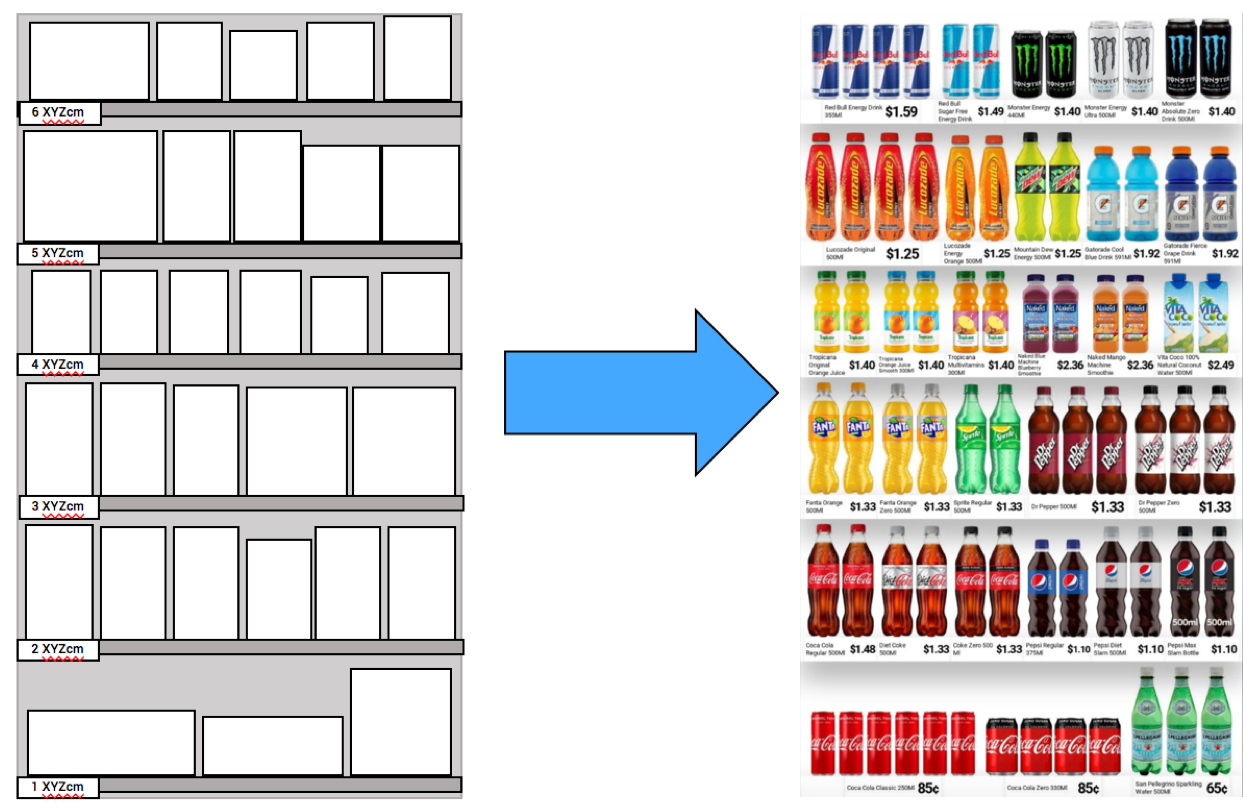 6 XYZcm
5 XYZcm
4 XYZcm
3 XYZcm
2 XYZcm
1 XYZcm
Red Bull Energy Drink
355Ml
$1.59
Red Bull
Sugar Free
Energy Drink
$1.49
Monster Energy
440Ml
$1.40
Monster Energy
Ultra 500Ml
$1.40
Monster
Absolute Zero
Drink 500Ml
$1.40
Lucozade Original
500Ml
$1.25
Lucozade
Energy
Orange 500Ml
$1.25
Mountain Dew
Energy 500Ml
$1.25
Gatorade Cool
Blue Drink 591Ml
$1.92
Gatorade Fierce
Grape Drink
591Ml
$1.92
Tropicana
Original
Orange Juice
$1.40
Tropicana
Orange Juice
Smooth 300Ml
$1.40
Tropicana
Multivitamins
300Ml
$1.40
Naked Blue
Machine
Blueberry
Smoothie
$2.36
Naked Mango
Machine
Smoothie
$2.36
Vita Coco 100%
Natural Coconut
Water 500Ml
$2.49
Fanta Orange
500Ml
$1.33
Fanta Orange
Zero 500Ml
$1.33
Sprite Regular
500Ml
$1.33
Dr Pepper 500Ml
$1.33
Dr Pepper Zero
500Ml
$1.33
500ml
500ml
Coca Cola
Regular 500Ml
$1.48
Diet Coke
500Ml
$1.33
Coke Zero 500
Ml
$1.33
Pepsi Regular
375Ml
$1.10
Pepsi Diet
Slam 500Ml
$1.10
Pepsi Max
Slam Bottle
$1.10
Coca Cola Classic 250Ml
85¢
Coca Cola Zero 330Ml
85¢
San Pellegrino Sparkling
Water 500Ml
65¢